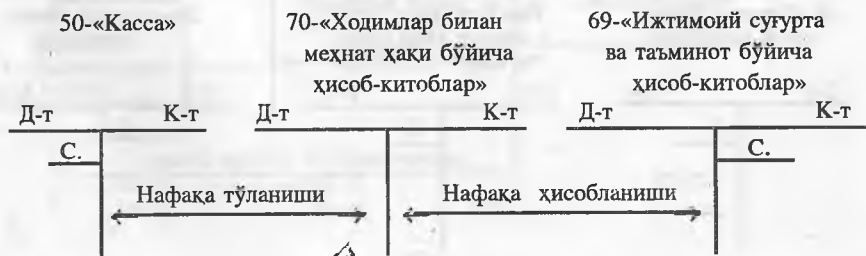 50-«Касса»
70-«Ходимлар билан
меҳнат ҳақи бўйича
ҳисоб-китоблар»
69-«Ижтимоий суғурта
ва таъминот бўйича
ҳисоб-китоблар»
Д-т К-т
Д-т К-т
Д-т К-т
С.
С.
Нафақа тўланиши
Нафақа ҳисобланиши